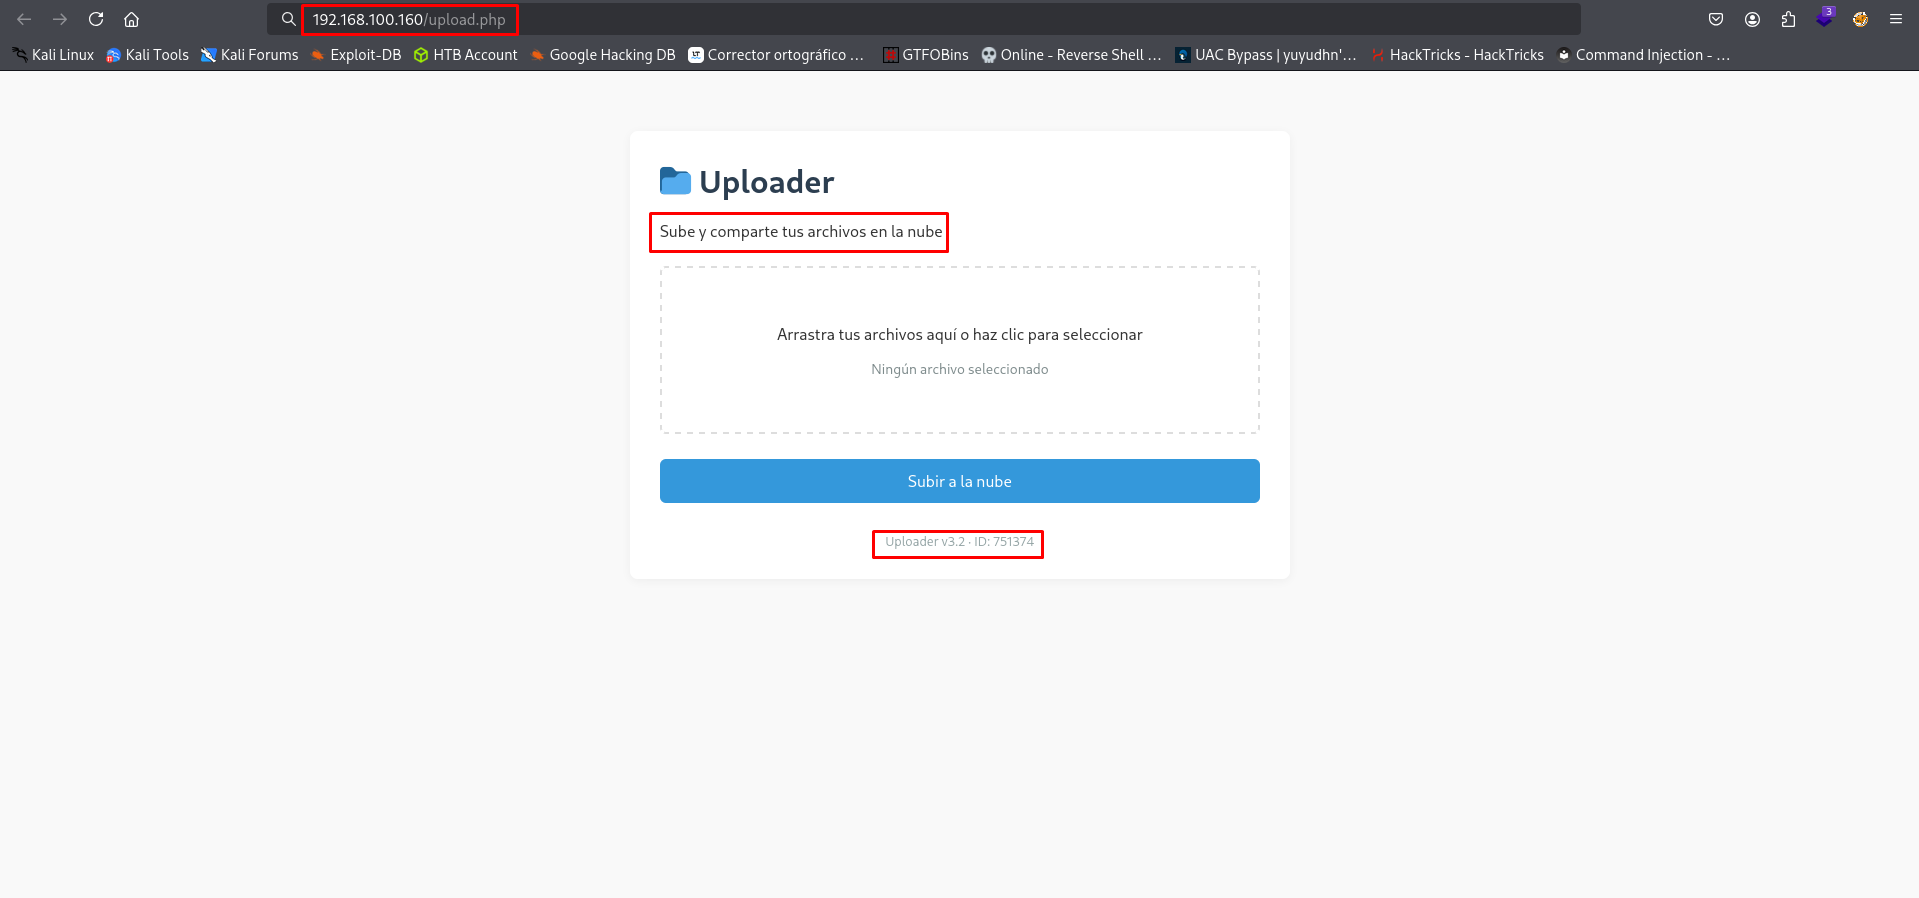 192.168.100.160/upload.php
3
Kali Linux Kali Tools Kali Forums Exploit-DB HTB Account Google Hacking DB Corrector ortográfico ... GTFOBins Online - Reverse Shell ... UAC Bypass | yuyudhn'... HackTricks - HackTricks Command Injection - ...
Uploader
Sube y comparte tus archivos en la nube
Arrastra tus archivos aquí o haz clic para seleccionar
Ningún archivo seleccionado
Subir a la nube
Uploader v3.2 · ID: 751374